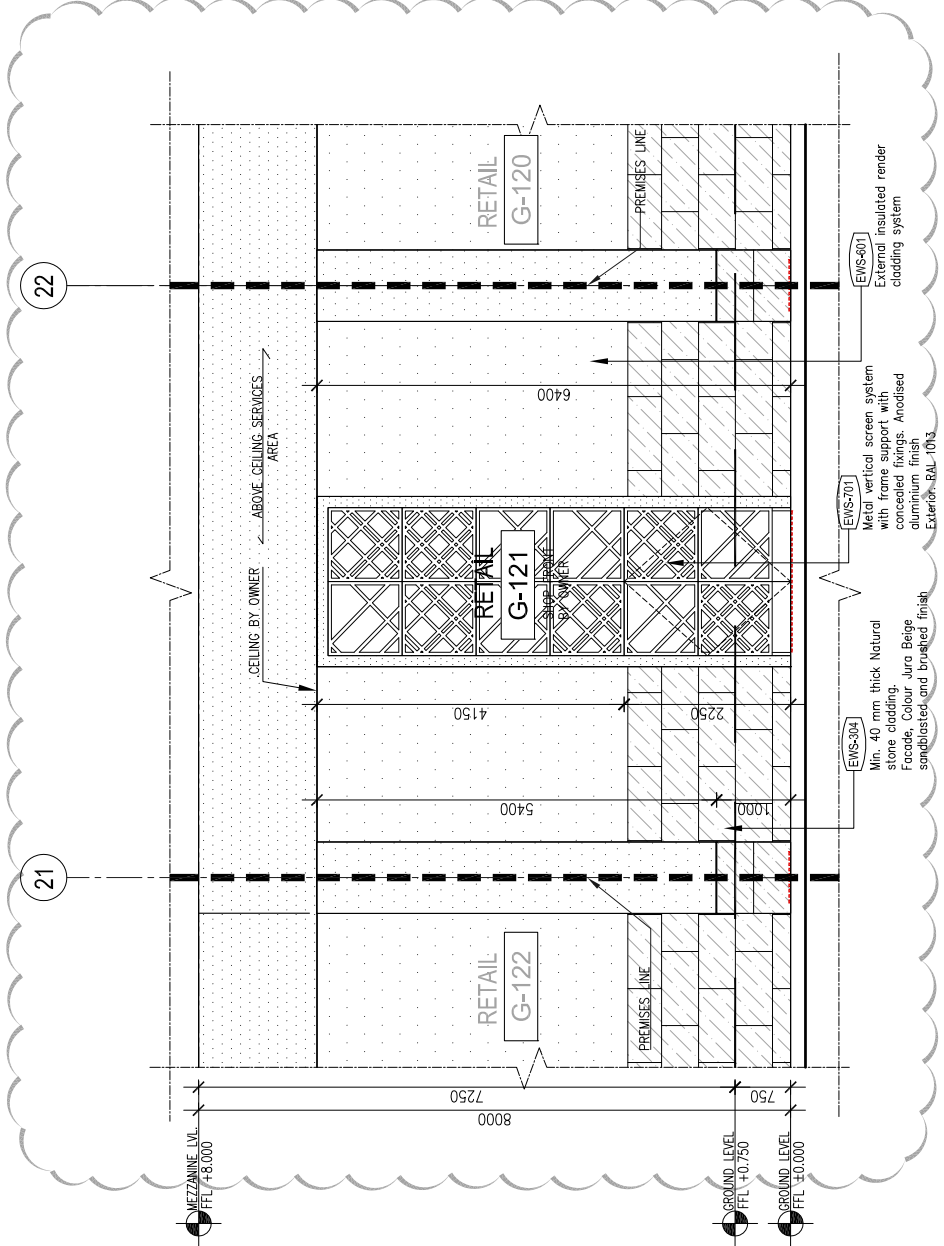 21
22
CEILING BY OWNER
ABOVE CEILING SERVICES
AREA
RETAIL
G-122
RETAIL
G-121
SHOP FRONT
BY OWNER
RETAIL
G-120
PREMISES LINE
PREMISES LINE
6400
4150
2250
5400
1000
7250
750
8000
MEZZANINE LVL.
FFL +8.000
GROUND LEVEL
FFL +0.750
GROUND LEVEL
FFL ±0.000
EWS-304
Min. 40 mm thick Natural
stone cladding.
Facade, Colour Jura Beige
sandblasted and brushed finish
EWS-701
Metal vertical screen system
with frame support with
concealed fixings. Anodised
aluminium finish
Exterior. RAL 1013
EWS-601
External insulated render
cladding system